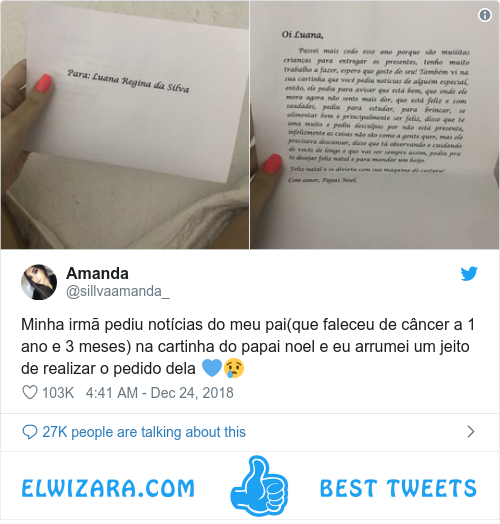 Para: Luana Regina da Silva
Oi Luana,
Passei mais cedo esse ano porque são muiiitas
crianças para entregar os presentes, tenho muito
trabalho a fazer, espero que goste do seu! Também vi na
sua cartinha que você pediu notícias de alguém especial,
então, ele pediu para avisar que está bem, que onde ele
mora agora não sente mais dor, que está feliz e com
saudades, pediu para estudar, para brincar, se
alimentar bem e principalmente ser feliz, disse que te
ama muito e pediu desculpas por não está presente,
infelizmente as coisas não são como a gente quer, mas ele
precisava descansar, disse que tá observando e cuidando
de vocês de longe e que vai ser sempre assim, pediu pra
te desejar feliz natal e para mandar um beijo.
Feliz natal e se divirta com sua máquina de costura!
Com amor, Papai Noel.
Amanda
@sillvaamanda_
Minha irmã pediu notícias do meu pai(que faleceu de câncer a 1
ano e 3 meses) na cartinha do papai noel e eu arrumei um jeito
de realizar o pedido dela 💙😢
103K 4:41 AM - Dec 24, 2018
27K people are talking about this
ELWIZARA.COM
BEST TWEETS